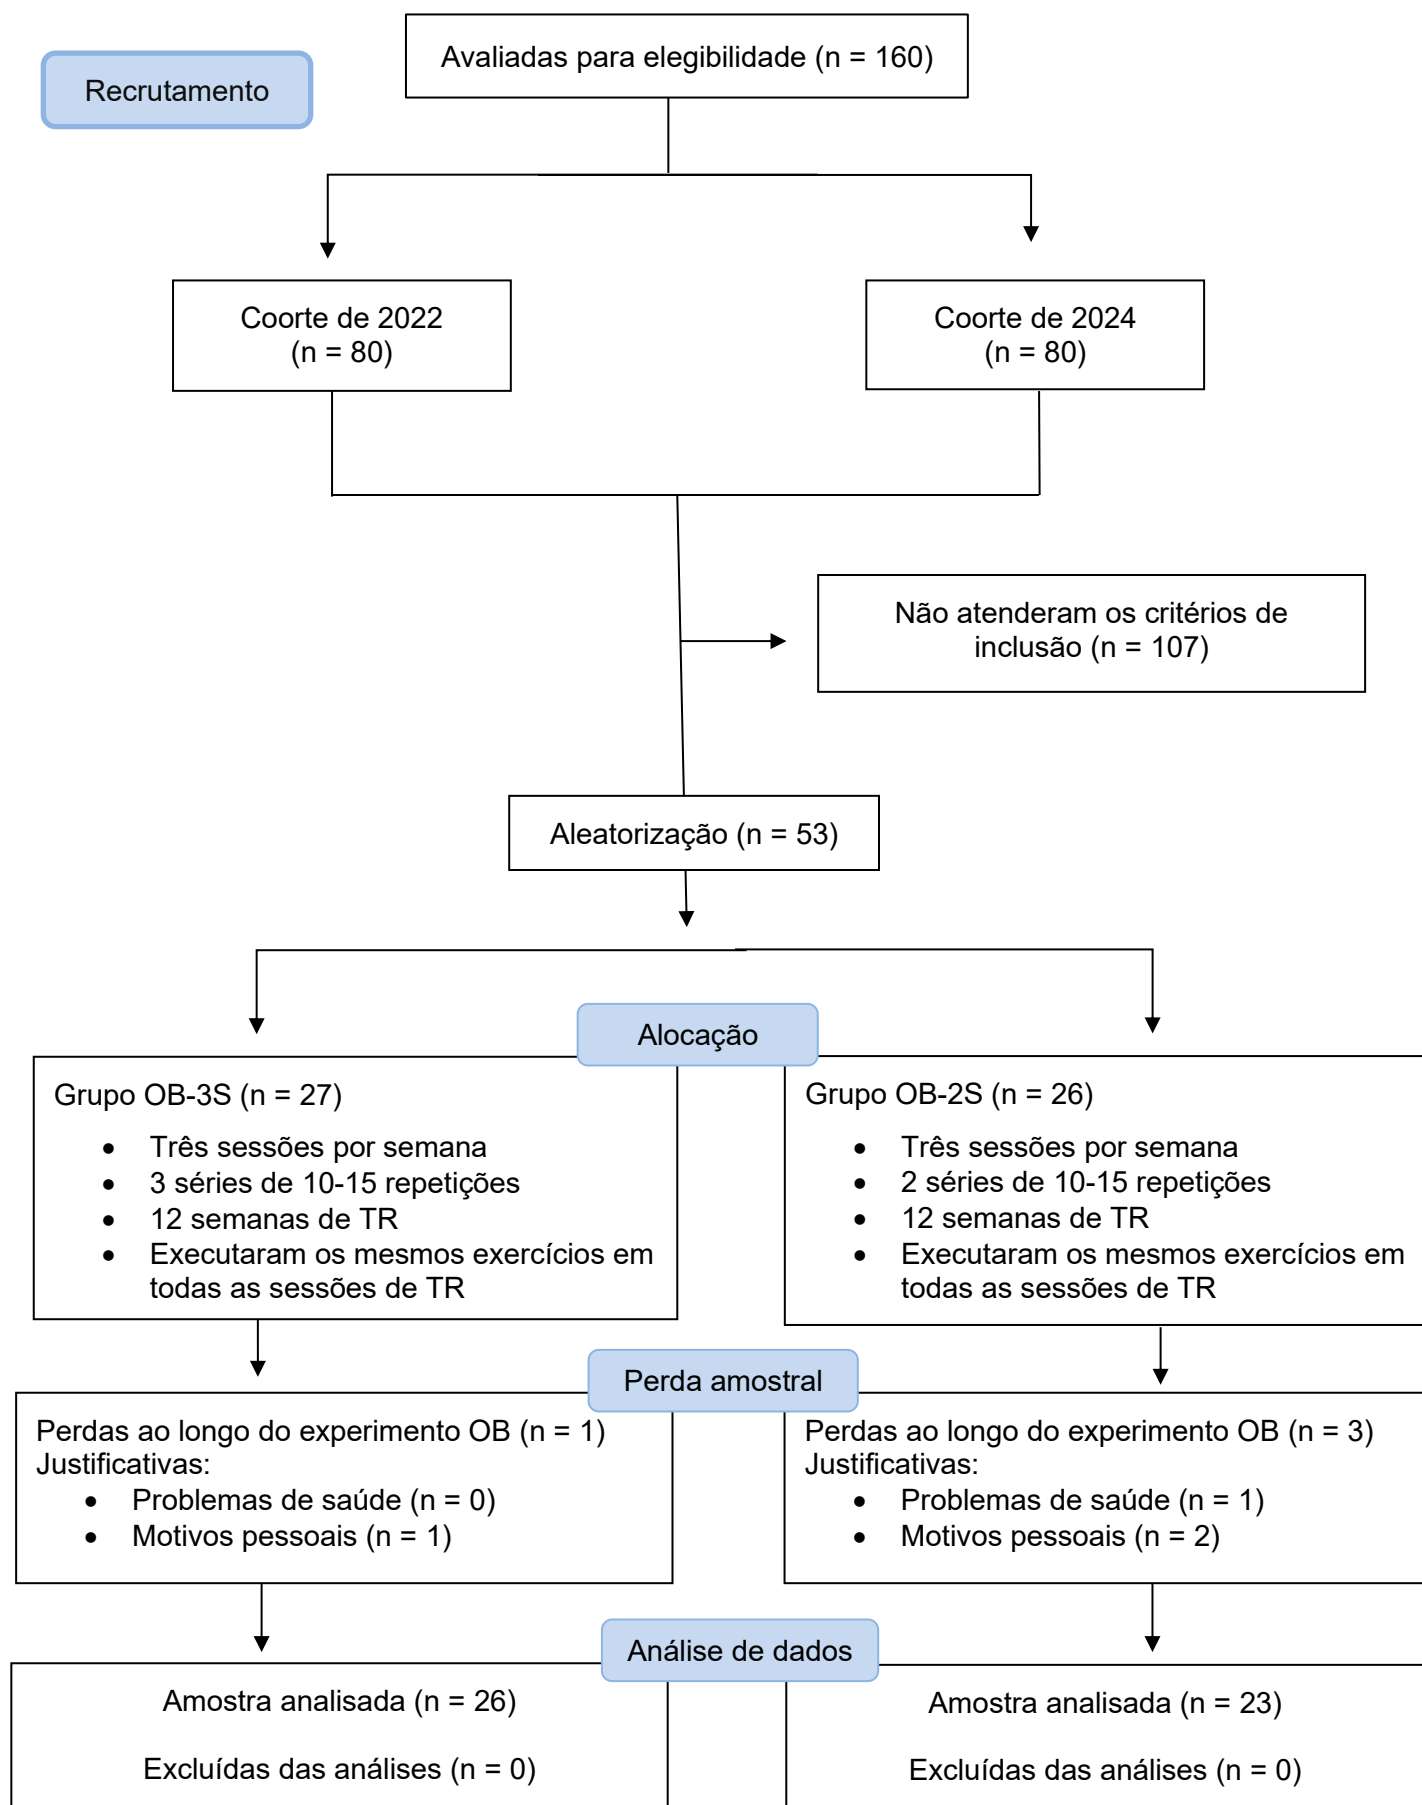 Avaliadas para elegibilidade (n = 160)
Recrutamento
Coorte de 2022
(n = 80)
Coorte de 2024
(n = 80)
Não atenderam os critérios de
inclusão (n = 107)
Aleatorização (n = 53)
Alocação
Grupo OB-3S (n = 27)
• Três sessões por semana
• 3 séries de 10-15 repetições
• 12 semanas de TR
• Executaram os mesmos exercícios em
todas as sessões de TR
Grupo OB-2S (n = 26)
• Três sessões por semana
• 2 séries de 10-15 repetições
• 12 semanas de TR
• Executaram os mesmos exercícios em
todas as sessões de TR
Perda amostral
Perdas ao longo do experimento OB (n = 1)
Justificativas:
• Problemas de saúde (n = 0)
• Motivos pessoais (n = 1)
Perdas ao longo do experimento OB (n = 3)
Justificativas:
• Problemas de saúde (n = 1)
• Motivos pessoais (n = 2)
Análise de dados
Amostra analisada (n = 26)
Excluídas das análises (n = 0)
Amostra analisada (n = 23)
Excluídas das análises (n = 0)